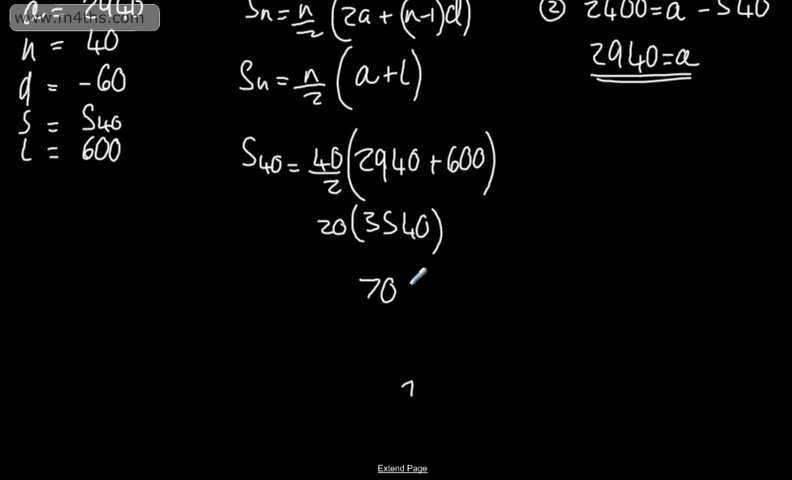 www.m4ths.com
a = 2940
n = 40
d = -60
S = S40
L = 600
Sn = n/2 (2a + (n-1)d)
Sn = n/2 (a + L)
S40 = 40/2 (2940 + 600)
20(3540)
70
7
② 2400 = a - 540
2940 = a
Extend Page